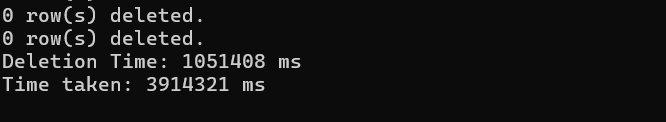 0 row(s) deleted.
0 row(s) deleted.
Deletion Time: 1051408 ms
Time taken: 3914321 ms